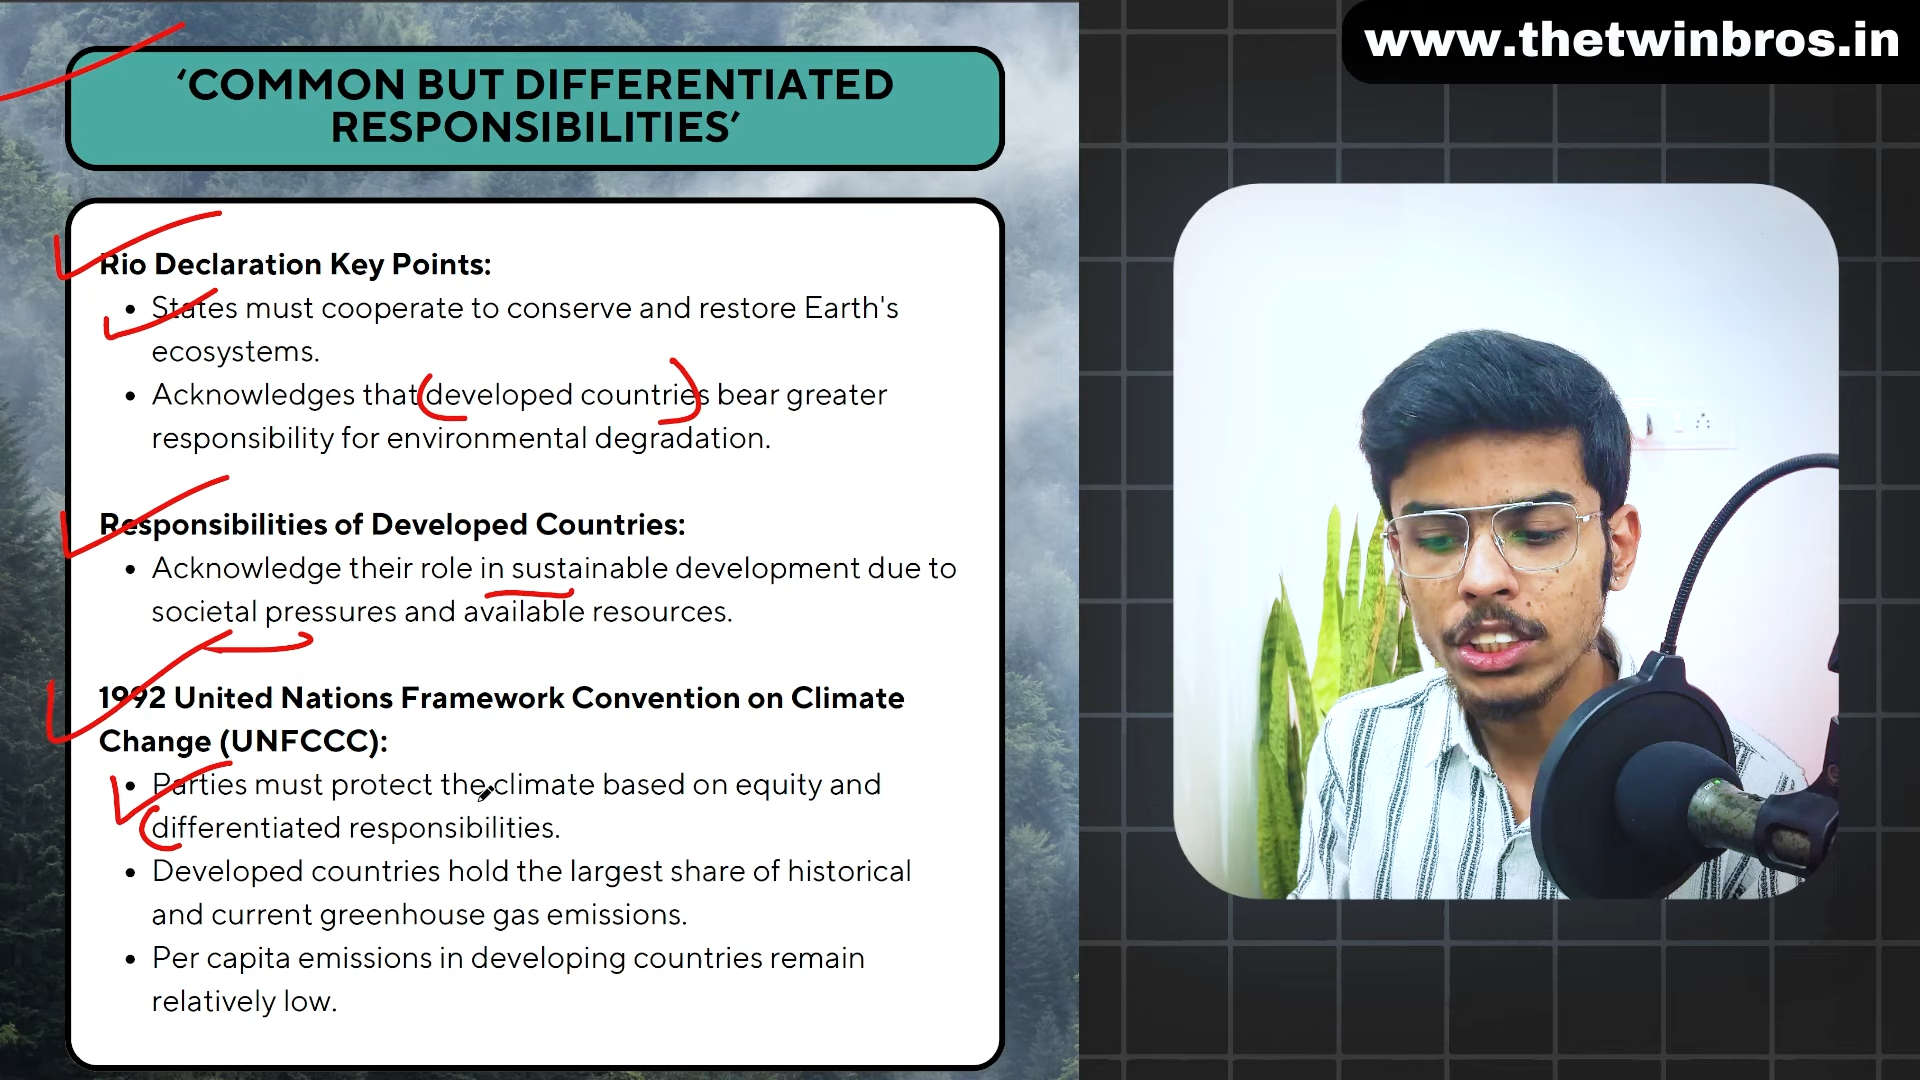 www.thetwinbros.in
‘COMMON BUT DIFFERENTIATED
RESPONSIBILITIES’
Rio Declaration Key Points:
• States must cooperate to conserve and restore Earth's
ecosystems.
• Acknowledges that developed countries bear greater
responsibility for environmental degradation.
Responsibilities of Developed Countries:
• Acknowledge their role in sustainable development due to
societal pressures and available resources.
1992 United Nations Framework Convention on Climate
Change (UNFCCC):
• Parties must protect the climate based on equity and
differentiated responsibilities.
• Developed countries hold the largest share of historical
and current greenhouse gas emissions.
• Per capita emissions in developing countries remain
relatively low.